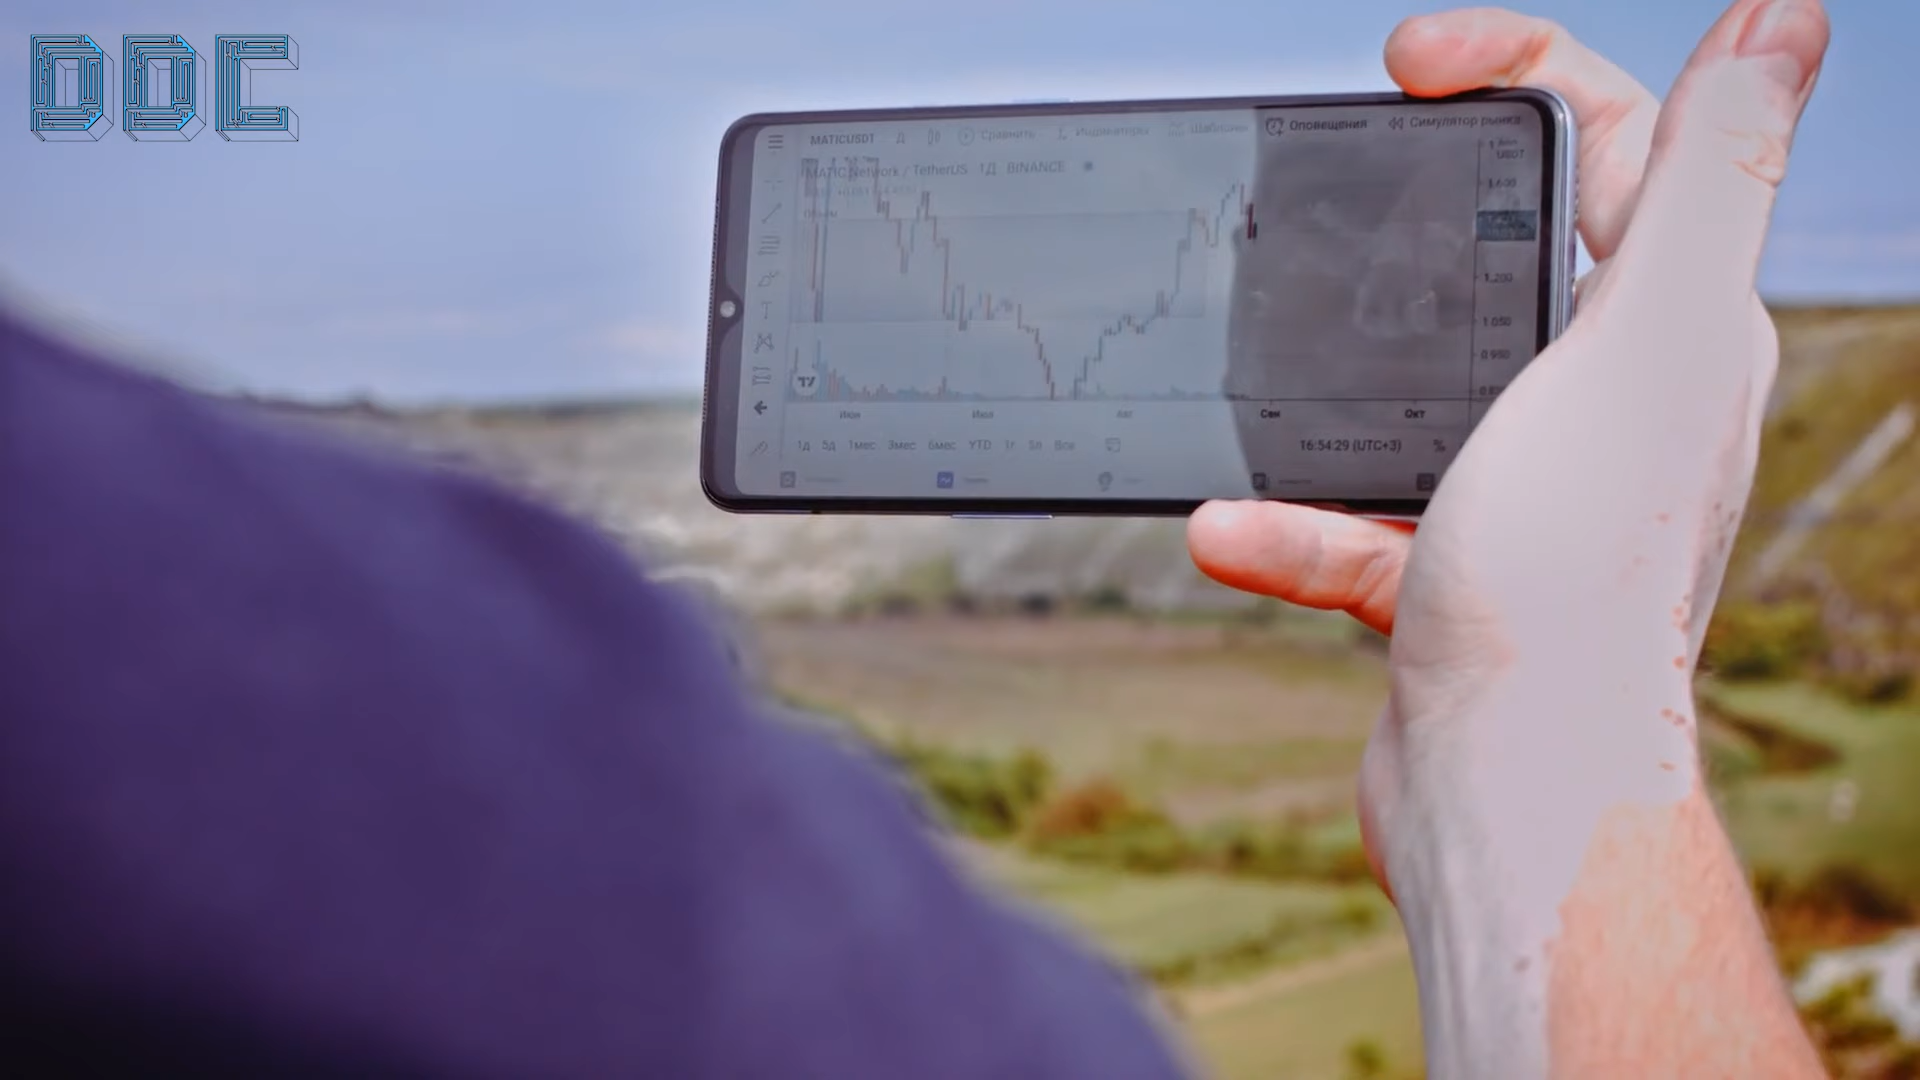 DDC
MATICUSDT Д Сравнить Индикаторы Шаблоны Оповещения Симулятор рынка
MATIC Network / TetherUS 1Д BINANCE
USDT
Объём
1.200
1.050
0.950
Июн Июл Авг Сен Окт
1д 5д 1мес 3мес 6мес YTD 1г 5л Все 16:54:29 (UTC+3) %